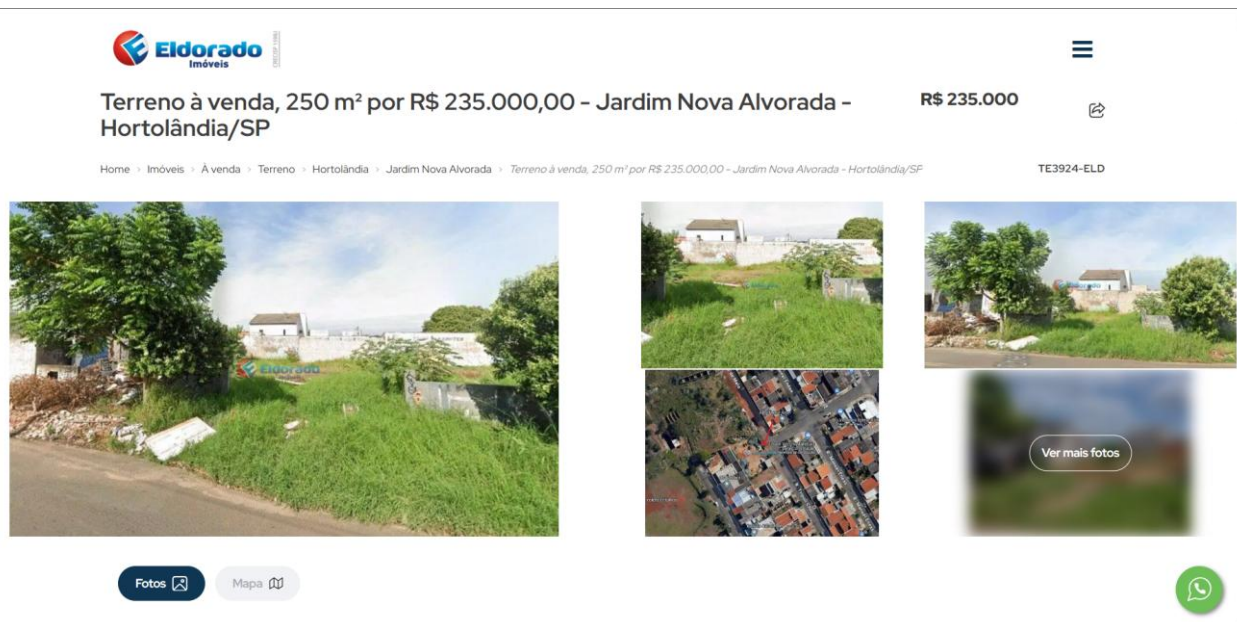 Eldorado
Imóveis
Terreno à venda, 250 m² por R$ 235.000,00 - Jardim Nova Alvorada -
Hortolândia/SP
R$ 235.000
Home > Imóveis > À venda > Terreno > Hortolândia > Jardim Nova Alvorada > Terreno à venda, 250 m² por R$ 235.000,00 - Jardim Nova Alvorada - Hortolândia/SP
TE3924-ELD
Eldorado
Eldorado
Ver mais fotos
Fotos
Mapa